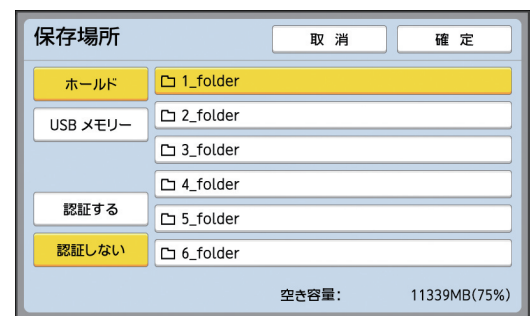 保存場所
取 消
確 定
ホールド
USB メモリー
認証する
認証しない
1_folder
2_folder
3_folder
4_folder
5_folder
6_folder
空き容量: 11339MB(75%)